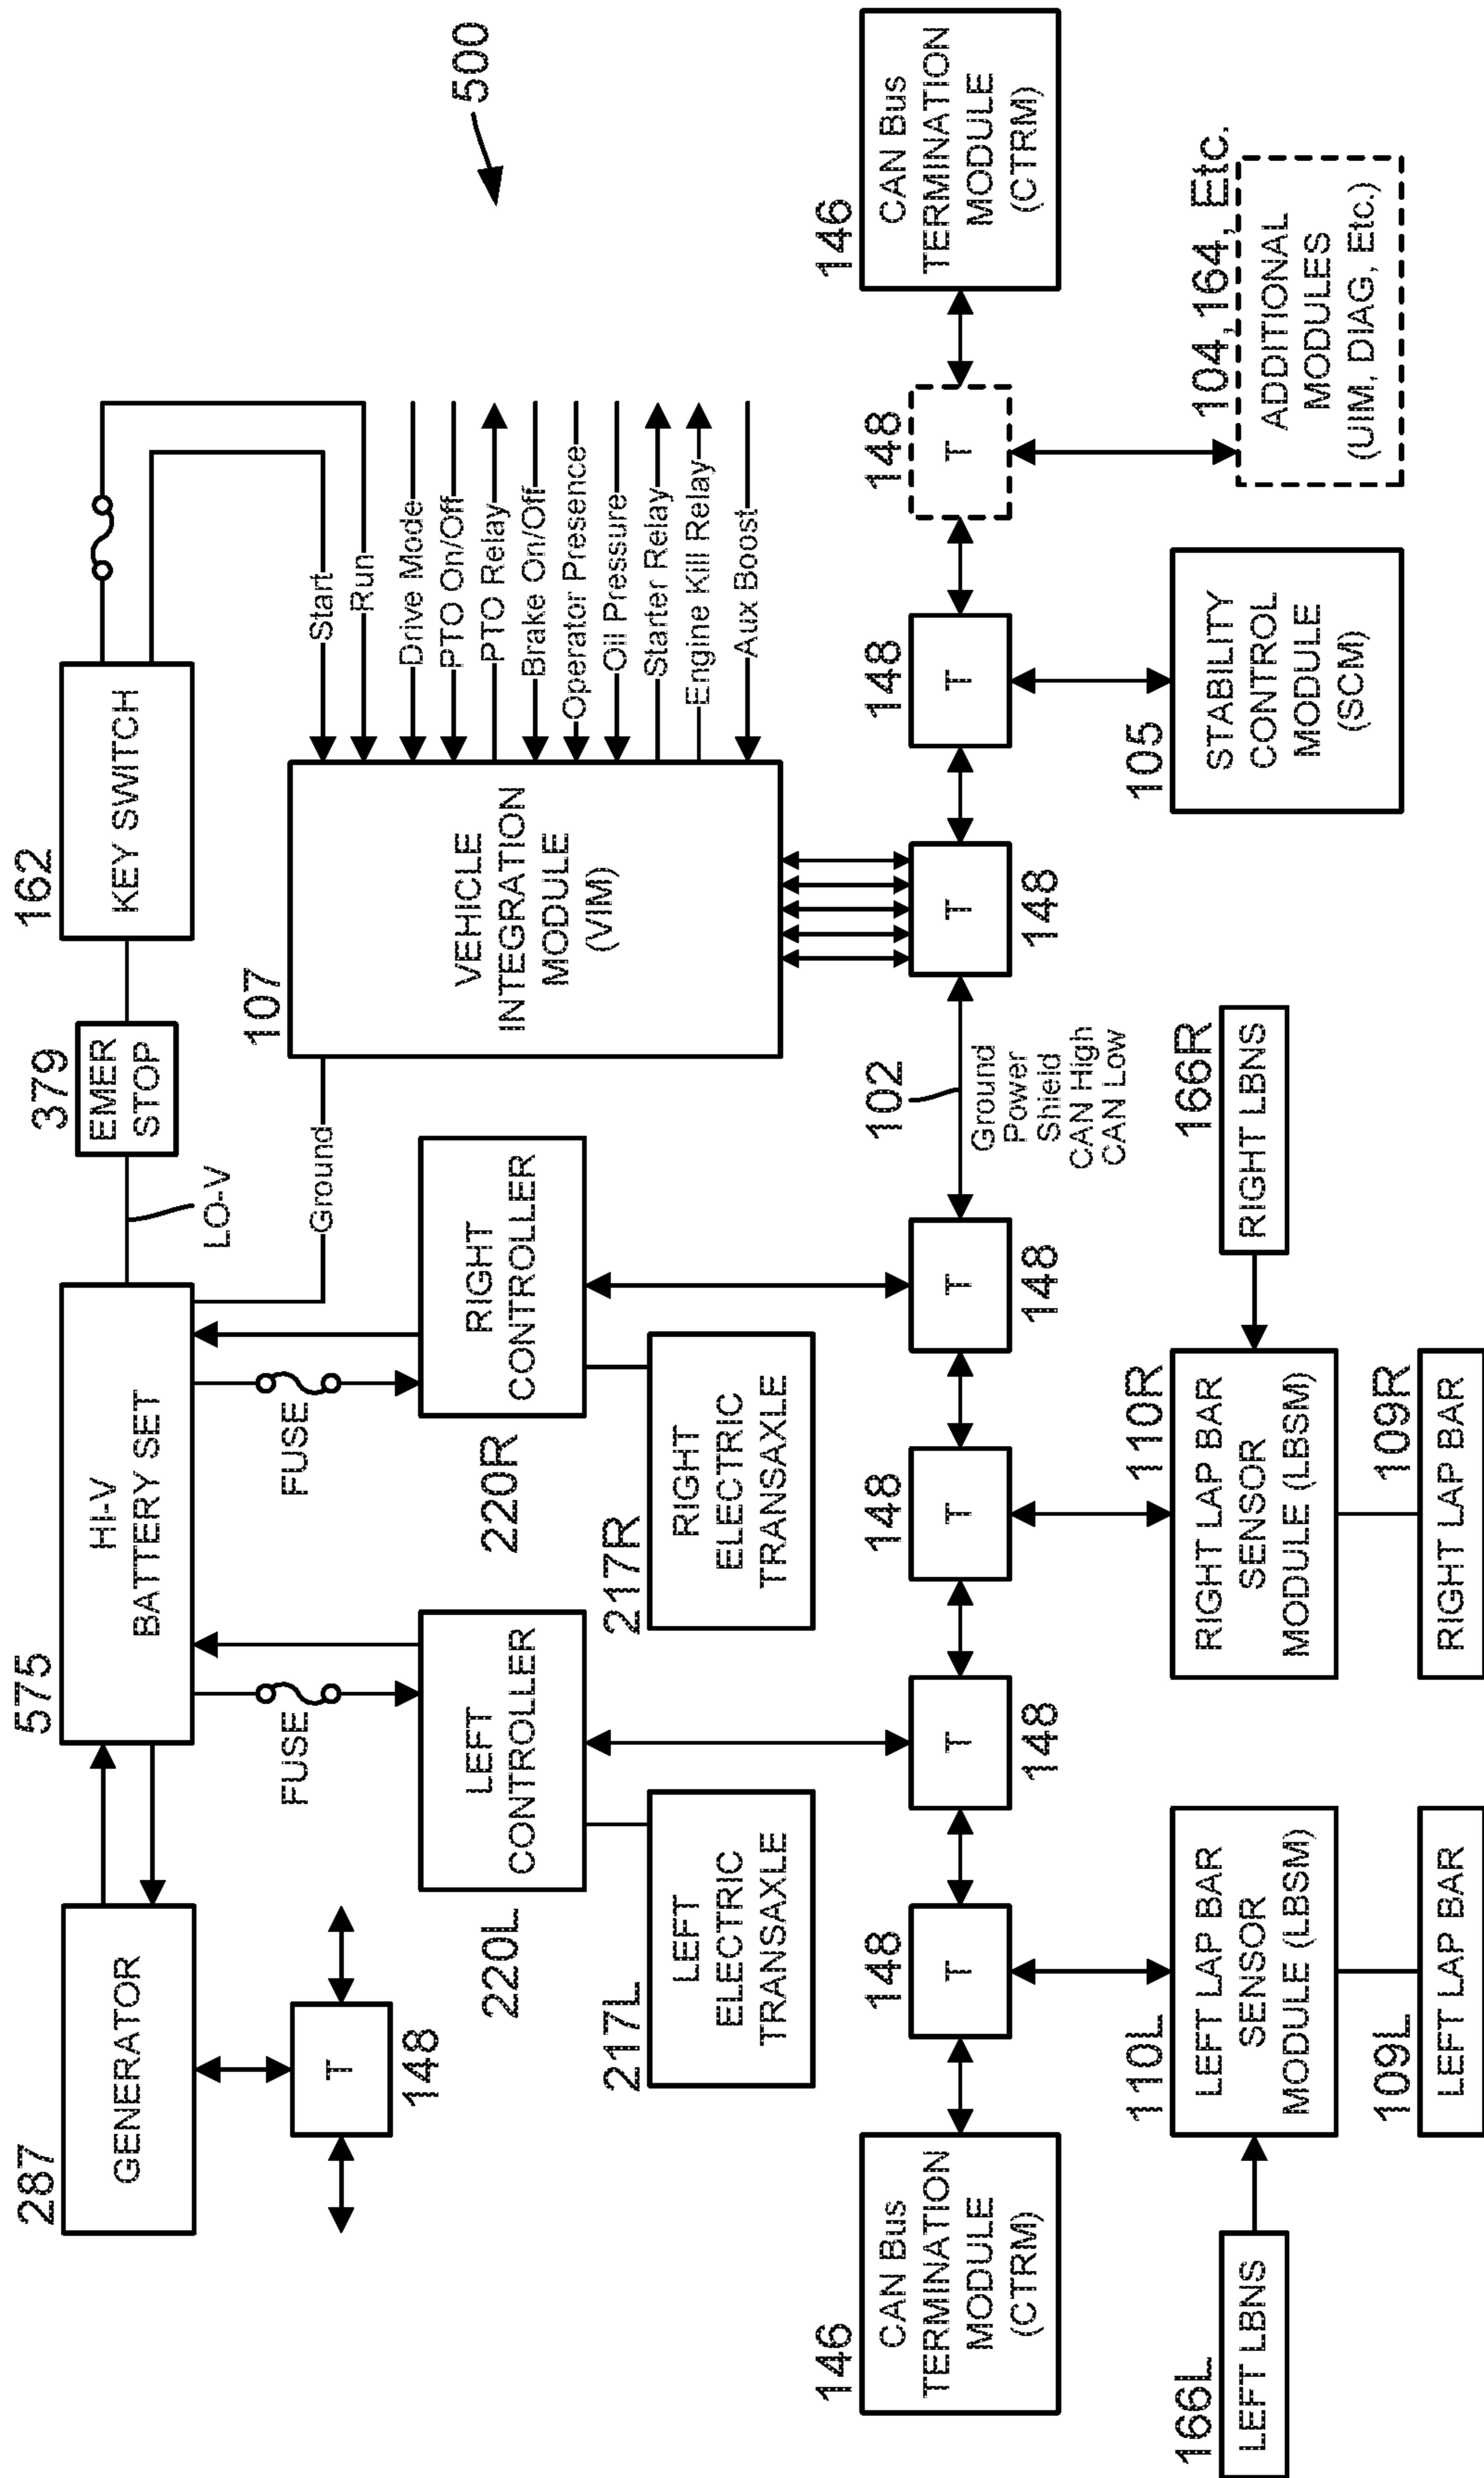 500
287
GENERATOR
T
148
575
HI-V
BATTERY SET
LO-V
379
EMER
STOP
162
KEY SWITCH
FUSE
FUSE
Ground
107
VEHICLE
INTEGRATION
MODULE
(VIM)
Start
Run
Drive Mode
PTO On/Off
PTO Relay
Brake On/Off
Operator Presence
Oil Pressure
Starter Relay
Engine Kill Relay
Aux Boost
220L
LEFT
CONTROLLER
220R
RIGHT
CONTROLLER
217L
LEFT
ELECTRIC
TRANSAXLE
217R
RIGHT
ELECTRIC
TRANSAXLE
146
CAN Bus
TERMINATION
MODULE
(CTRM)
148
T
T
148
148
T
T
148
102
Ground
Power
Shield
CAN High
CAN Low
T
148
148
T
148
T
146
CAN Bus
TERMINATION
MODULE
(CTRM)
166L
LEFT LBNS
110L
LEFT LAP BAR
SENSOR
MODULE (LBSM)
109L
LEFT LAP BAR
110R
RIGHT LAP BAR
SENSOR
MODULE (LBSM)
109R
RIGHT LAP BAR
166R
RIGHT LBNS
105
STABILITY
CONTROL
MODULE
(SCM)
104, 164, Etc.
ADDITIONAL
MODULES
(UIM, DIAG, Etc.)